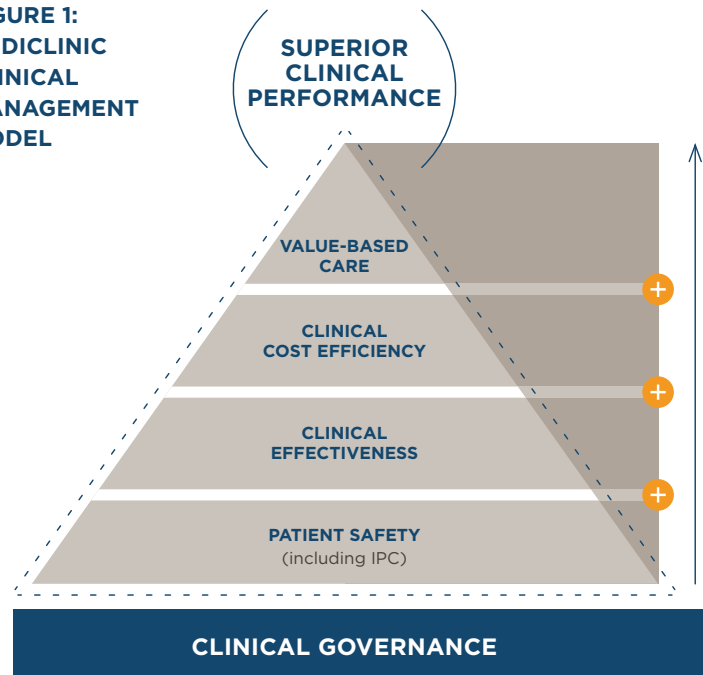 GURE 1:
DICLINIC
INICAL
ANAGEMENT
ODEL
SUPERIOR
CLINICAL
PERFORMANCE
VALUE-BASED
CARE
CLINICAL
COST EFFICIENCY
CLINICAL
EFFECTIVENESS
PATIENT SAFETY
(including IPC)
CLINICAL GOVERNANCE